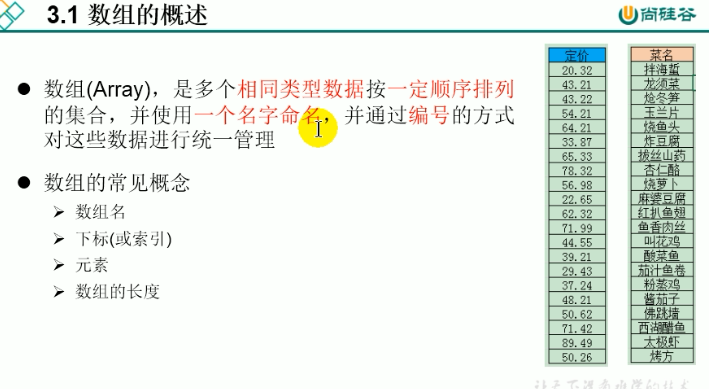 3.1 数组的概述
尚硅谷
数组(Array)，是多个相同类型数据按一定顺序排列
的集合，并使用一个名字命名，并通过编号的方式
对这些数据进行统一管理
数组的常见概念
数组名
下标(或索引)
元素
数组的长度
定价
20.32
43.21
43.22
54.21
64.21
33.87
65.33
78.32
56.98
22.65
62.32
71.99
44.55
39.21
29.43
37.24
48.21
50.62
71.42
89.49
50.26
菜名
拌海蜇
龙须菜
炝冬笋
玉兰片
烧鱼头
炸豆腐
拔丝山药
杏仁酪
烧萝卜
麻婆豆腐
红扒鱼翅
鱼香肉丝
叫花鸡
酸菜鱼
茄汁鱼卷
粉蒸鸡
酱茄子
佛跳墙
西湖醋鱼
太极虾
烤方